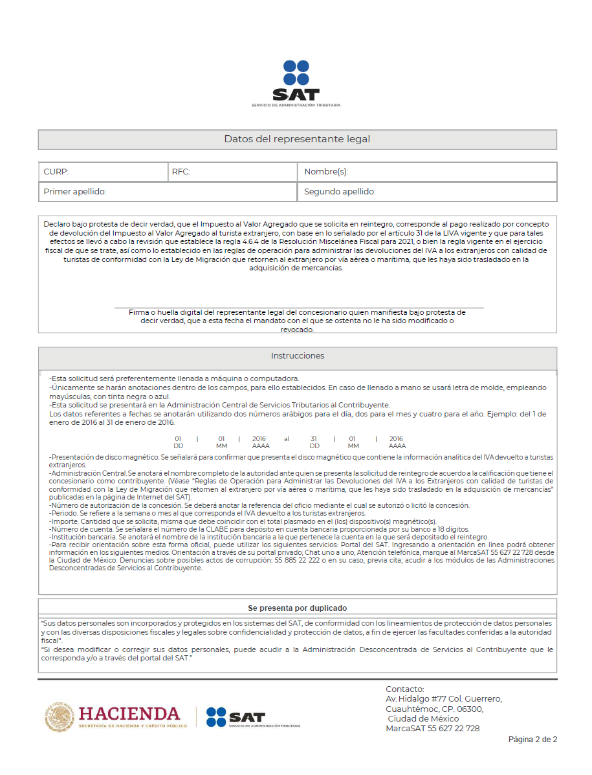 SAT
SERVICIO DE ADMINISTRACIÓN TRIBUTARIA
Datos del representante legal
CURP:
RFC:
Nombre(s):
Primer apellido:
Segundo apellido:
Declaro bajo protesta de decir verdad, que el Impuesto al Valor Agregado que se solicita en reintegro, corresponde al pago realizado por concepto
de devolución del Impuesto al Valor Agregado al turista extranjero, con base en lo señalado por el artículo 31 de la LIVA vigente y que para tales
efectos se llevó a cabo la revisión que establece la regla 4.6.4 de la Resolución Miscelánea Fiscal para 2021, o bien la regla vigente en el ejercicio
fiscal de que se trate, así como lo establecido en las reglas de operación para administrar las devoluciones del IVA a los extranjeros con calidad de
turistas de conformidad con la Ley de Migración que retornen al extranjero por vía aérea o marítima, que les haya sido trasladado en la
adquisición de mercancías.
Firma o huella digital del representante legal del concesionario quien manifiesta bajo protesta de
decir verdad, que a esta fecha el mandato con el que se ostenta no le ha sido modificado o
revocado.
Instrucciones
-Esta solicitud será preferentemente llenada a máquina o computadora.
-Únicamente se harán anotaciones dentro de los campos, para ello establecidos. En caso de llenado a mano se usará letra de molde, empleando
mayúsculas, con tinta negra o azul.
-Esta solicitud se presentará en la Administración Central de Servicios Tributarios al Contribuyente.
Los datos referentes a fechas se anotarán utilizando dos números arábigos para el día, dos para el mes y cuatro para el año. Ejemplo: del 1 de
enero de 2016 al 31 de enero de 2016.
01 | 01 | 2016 al 31 | 01 | 2016
DD MM AAAA DD MM AAAA
-Presentación de disco magnético. Se señalará para confirmar que presenta el disco magnético que contiene la información analítica del IVA devuelto a turistas
extranjeros.
-Administración Central. Se anotará el nombre completo de la autoridad ante quien se presenta la solicitud de reintegro de acuerdo a la calificación que tiene el
concesionario como contribuyente. (Véase "Reglas de Operación para Administrar las Devoluciones del IVA a los Extranjeros con calidad de turistas de
conformidad con la Ley de Migración que retornen al extranjero por vía aérea o marítima, que les haya sido trasladado en la adquisición de mercancías"
publicadas en la página de Internet del SAT).
-Número de autorización de la concesión. Se deberá anotar la referencia del oficio mediante el cual se autorizó o licitó la concesión.
-Periodo. Se refiere a la semana o mes al que corresponda el IVA devuelto a los turistas extranjeros.
-Importe. Cantidad que se solicita, misma que debe coincidir con el total plasmado en el (los) dispositivo(s) magnético(s).
-Número de cuenta. Se señalará el número de la CLABE para depósito en cuenta bancaria proporcionada por su banco a 18 dígitos.
-Institución bancaria. Se anotará el nombre de la institución bancaria a la que pertenece la cuenta en la que será depositado el reintegro.
-Para recibir orientación sobre esta forma oficial, puede utilizar los siguientes servicios: Portal del SAT. Ingresando a orientación en línea podrá obtener
información en los siguientes medios. Orientación a través de su portal privado; Chat uno a uno; Atención telefónica, marque al MarcaSAT 55 627 22 728 desde
la Ciudad de México. Denuncias sobre posibles actos de corrupción: 55 885 22 222 o en su caso, previa cita, acudir a los módulos de las Administraciones
Desconcentradas de Servicios al Contribuyente.
Se presenta por duplicado
"Sus datos personales son incorporados y protegidos en los sistemas del SAT, de conformidad con los lineamientos de protección de datos personales
y con las diversas disposiciones fiscales y legales sobre confidencialidad y protección de datos, a fin de ejercer las facultades conferidas a la autoridad
fiscal".
"Si desea modificar o corregir sus datos personales, puede acudir a la Administración Desconcentrada de Servicios al Contribuyente que le
corresponda y/o a través del portal del SAT."
HACIENDA
SECRETARÍA DE HACIENDA Y CRÉDITO PÚBLICO
SAT
SERVICIO DE ADMINISTRACIÓN TRIBUTARIA
Contacto:
Av. Hidalgo #77 Col. Guerrero,
Cuauhtémoc, CP. 06300,
Ciudad de México
MarcaSAT 55 627 22 728
Página 2 de 2